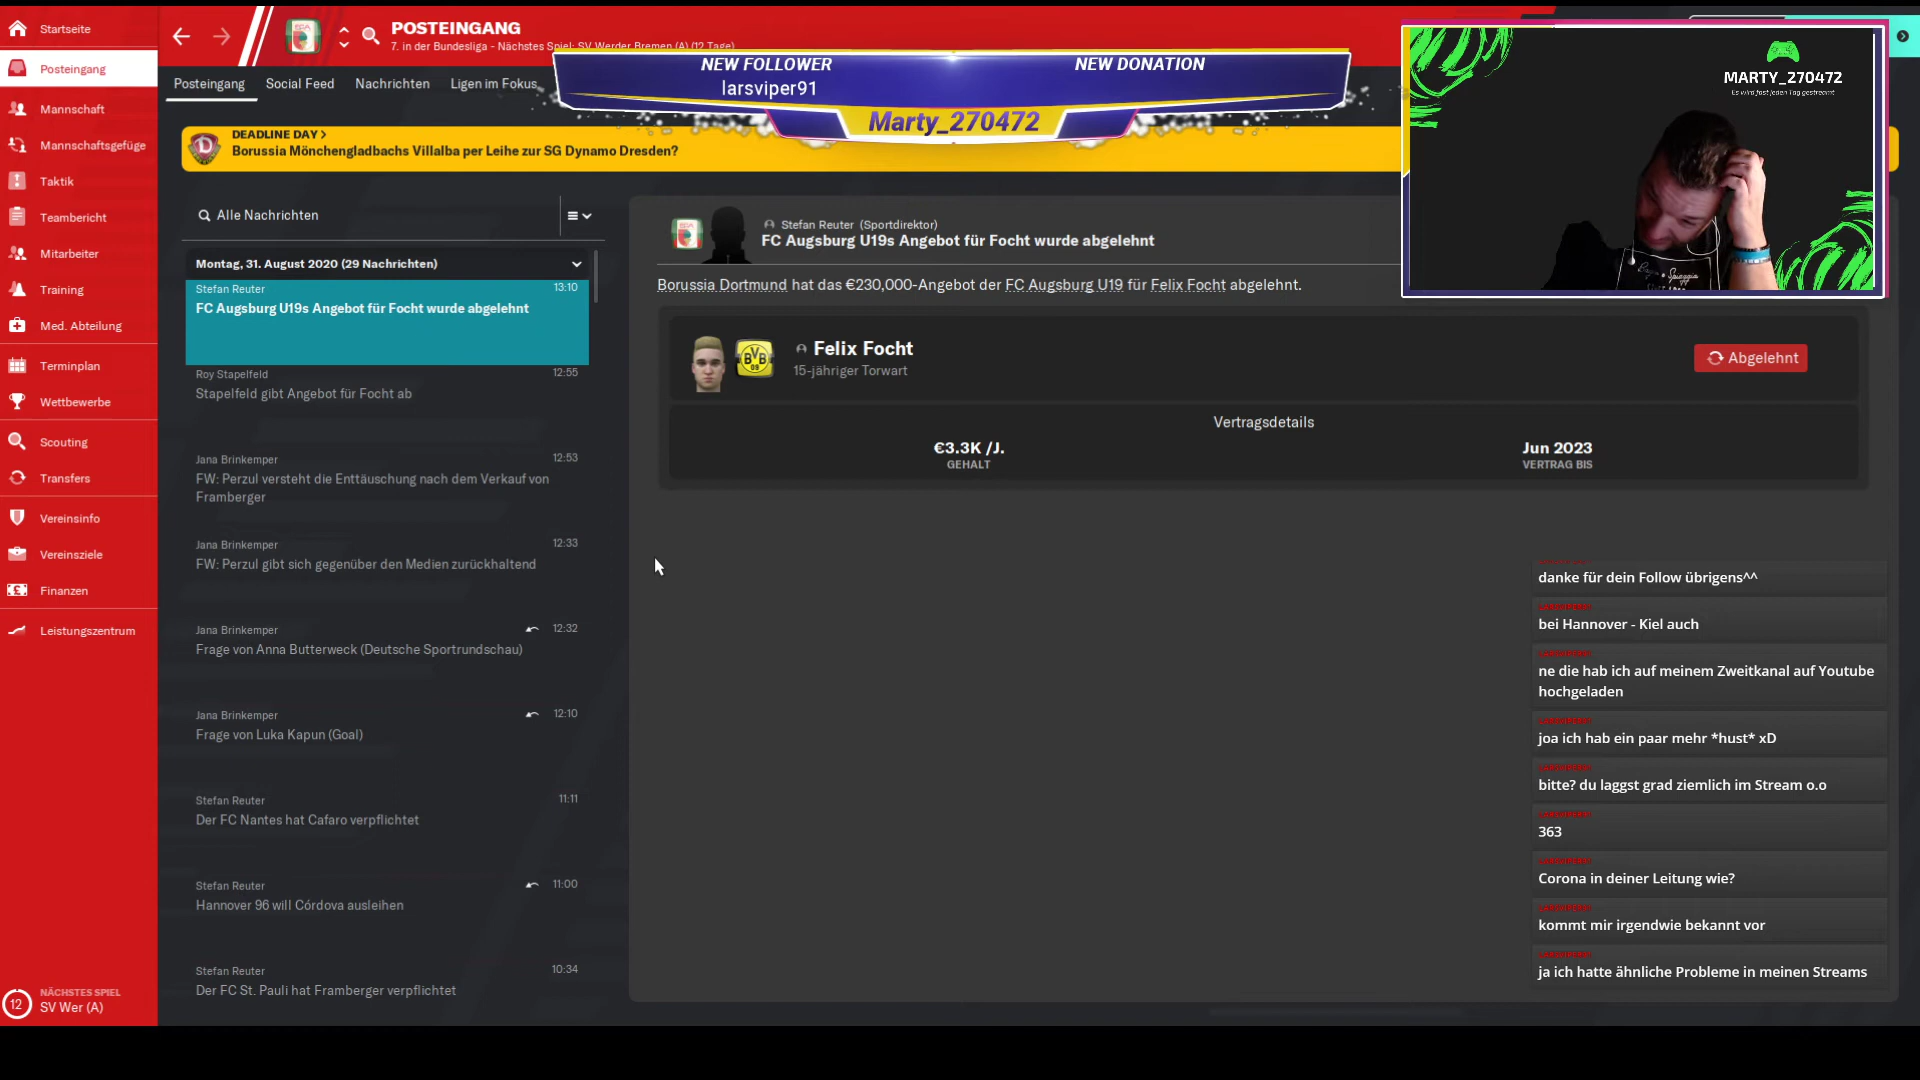 Startseite
Posteingang
Mannschaft
Mannschaftsgefüge
Taktik
Teambericht
Mitarbeiter
Training
Med. Abteilung
Terminplan
Wettbewerbe
Scouting
Transfers
Vereinsinfo
Vereinsziele
Finanzen
Leistungszentrum
12
NÄCHSTES SPIEL
SV Wer (A)
POSTEINGANG
7. in der Bundesliga - Nächstes Spiel: SV Werder Bremen (A) (12 Tage)
Posteingang Social Feed Nachrichten Ligen im Fokus
NEW FOLLOWER
larsviper91
NEW DONATION
Marty_270472
MARTY_270472
Es wird fast jeden Tag gestreamt
DEADLINE DAY >
Borussia Mönchengladbachs Villalba per Leihe zur SG Dynamo Dresden?
Alle Nachrichten
Montag, 31. August 2020 (29 Nachrichten)
Stefan Reuter 13:10
FC Augsburg U19s Angebot für Focht wurde abgelehnt
Roy Stapelfeld 12:55
Stapelfeld gibt Angebot für Focht ab
Jana Brinkemper 12:53
FW: Perzul versteht die Enttäuschung nach dem Verkauf von
Framberger
Jana Brinkemper 12:33
FW: Perzul gibt sich gegenüber den Medien zurückhaltend
Jana Brinkemper 12:32
Frage von Anna Butterweck (Deutsche Sportrundschau)
Jana Brinkemper 12:10
Frage von Luka Kapun (Goal)
Stefan Reuter 11:11
Der FC Nantes hat Cafaro verpflichtet
Stefan Reuter 11:00
Hannover 96 will Córdova ausleihen
Stefan Reuter 10:34
Der FC St. Pauli hat Framberger verpflichtet
Stefan Reuter (Sportdirektor)
FC Augsburg U19s Angebot für Focht wurde abgelehnt
Borussia Dortmund hat das €230,000-Angebot der FC Augsburg U19 für Felix Focht abgelehnt.
BVB
09
Felix Focht
15-jähriger Torwart
Abgelehnt
Vertragsdetails
€3.3K /J.
GEHALT
Jun 2023
VERTRAG BIS
danke für dein Follow übrigens^^
bei Hannover - Kiel auch
ne die hab ich auf meinem Zweitkanal auf Youtube
hochgeladen
joa ich hab ein paar mehr *hust* xD
bitte? du laggst grad ziemlich im Stream o.o
363
Corona in deiner Leitung wie?
kommt mir irgendwie bekannt vor
ja ich hatte ähnliche Probleme in meinen Streams